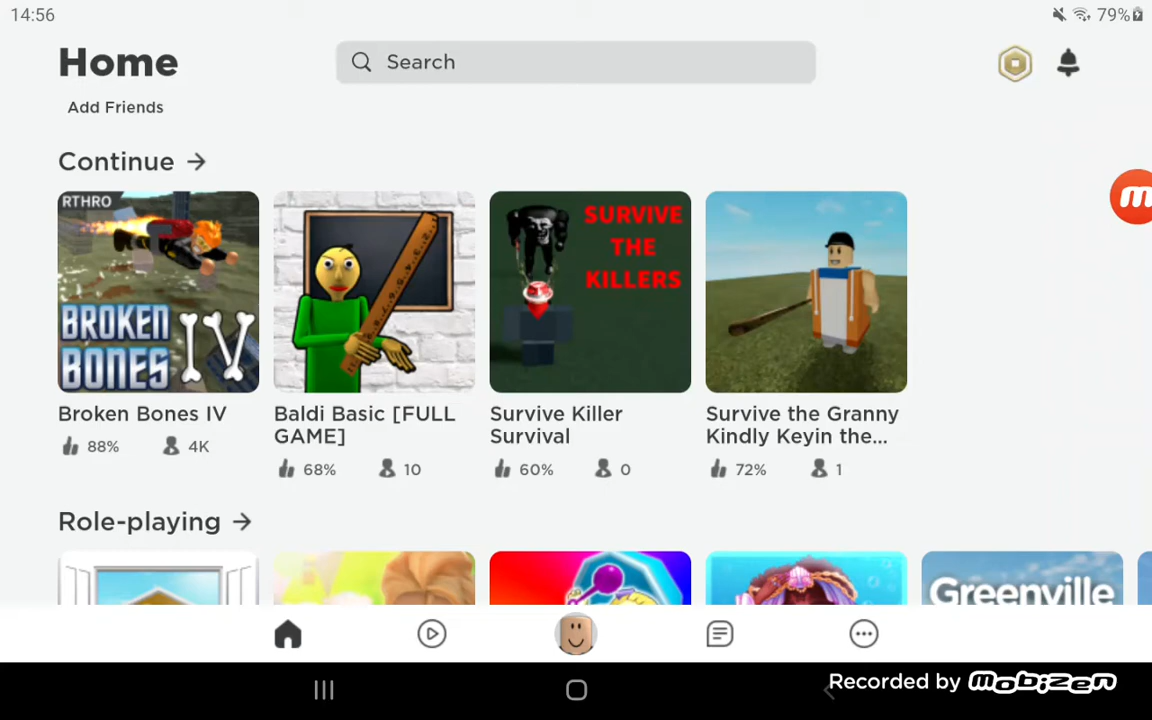 14:56
79%
Home
Search
Add Friends
Continue
RTHRO
BROKEN
BONES IV
SURVIVE
THE
KILLERS
Broken Bones IV
88% 4K
Baldi Basic [FULL
GAME]
68% 10
Survive Killer
Survival
60% 0
Survive the Granny
Kindly Keyin the...
72% 1
Role-playing
Greenville
Recorded by mobizen